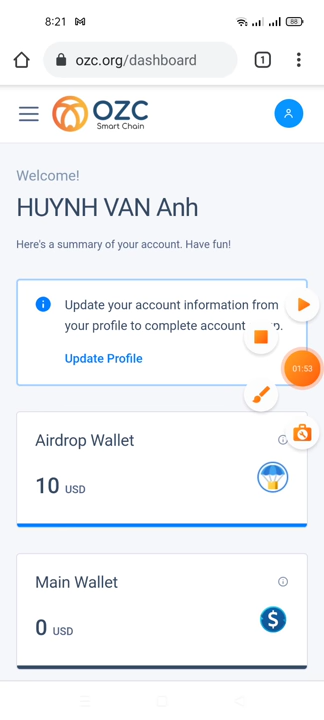 8:21
88
ozc.org/dashboard
1
OZC
Smart Chain
Welcome!
HUYNH VAN Anh
Here's a summary of your account. Have fun!
Update your account information from
your profile to complete account
Update Profile
01:53
Airdrop Wallet
10 USD
Main Wallet
0 USD